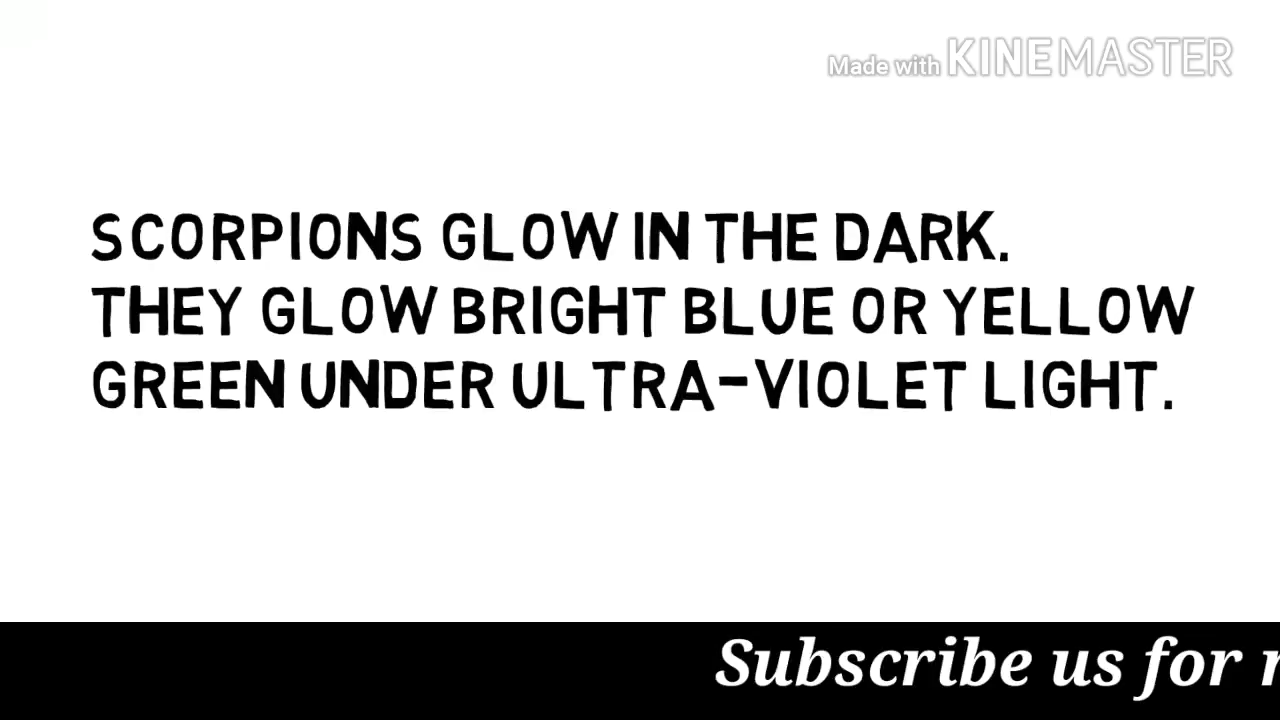 Made with KINEMASTER
SCORPIONS GLOW IN THE DARK.
THEY GLOW BRIGHT BLUE OR YELLOW
GREEN UNDER ULTRA-VIOLET LIGHT.
Subscribe us for